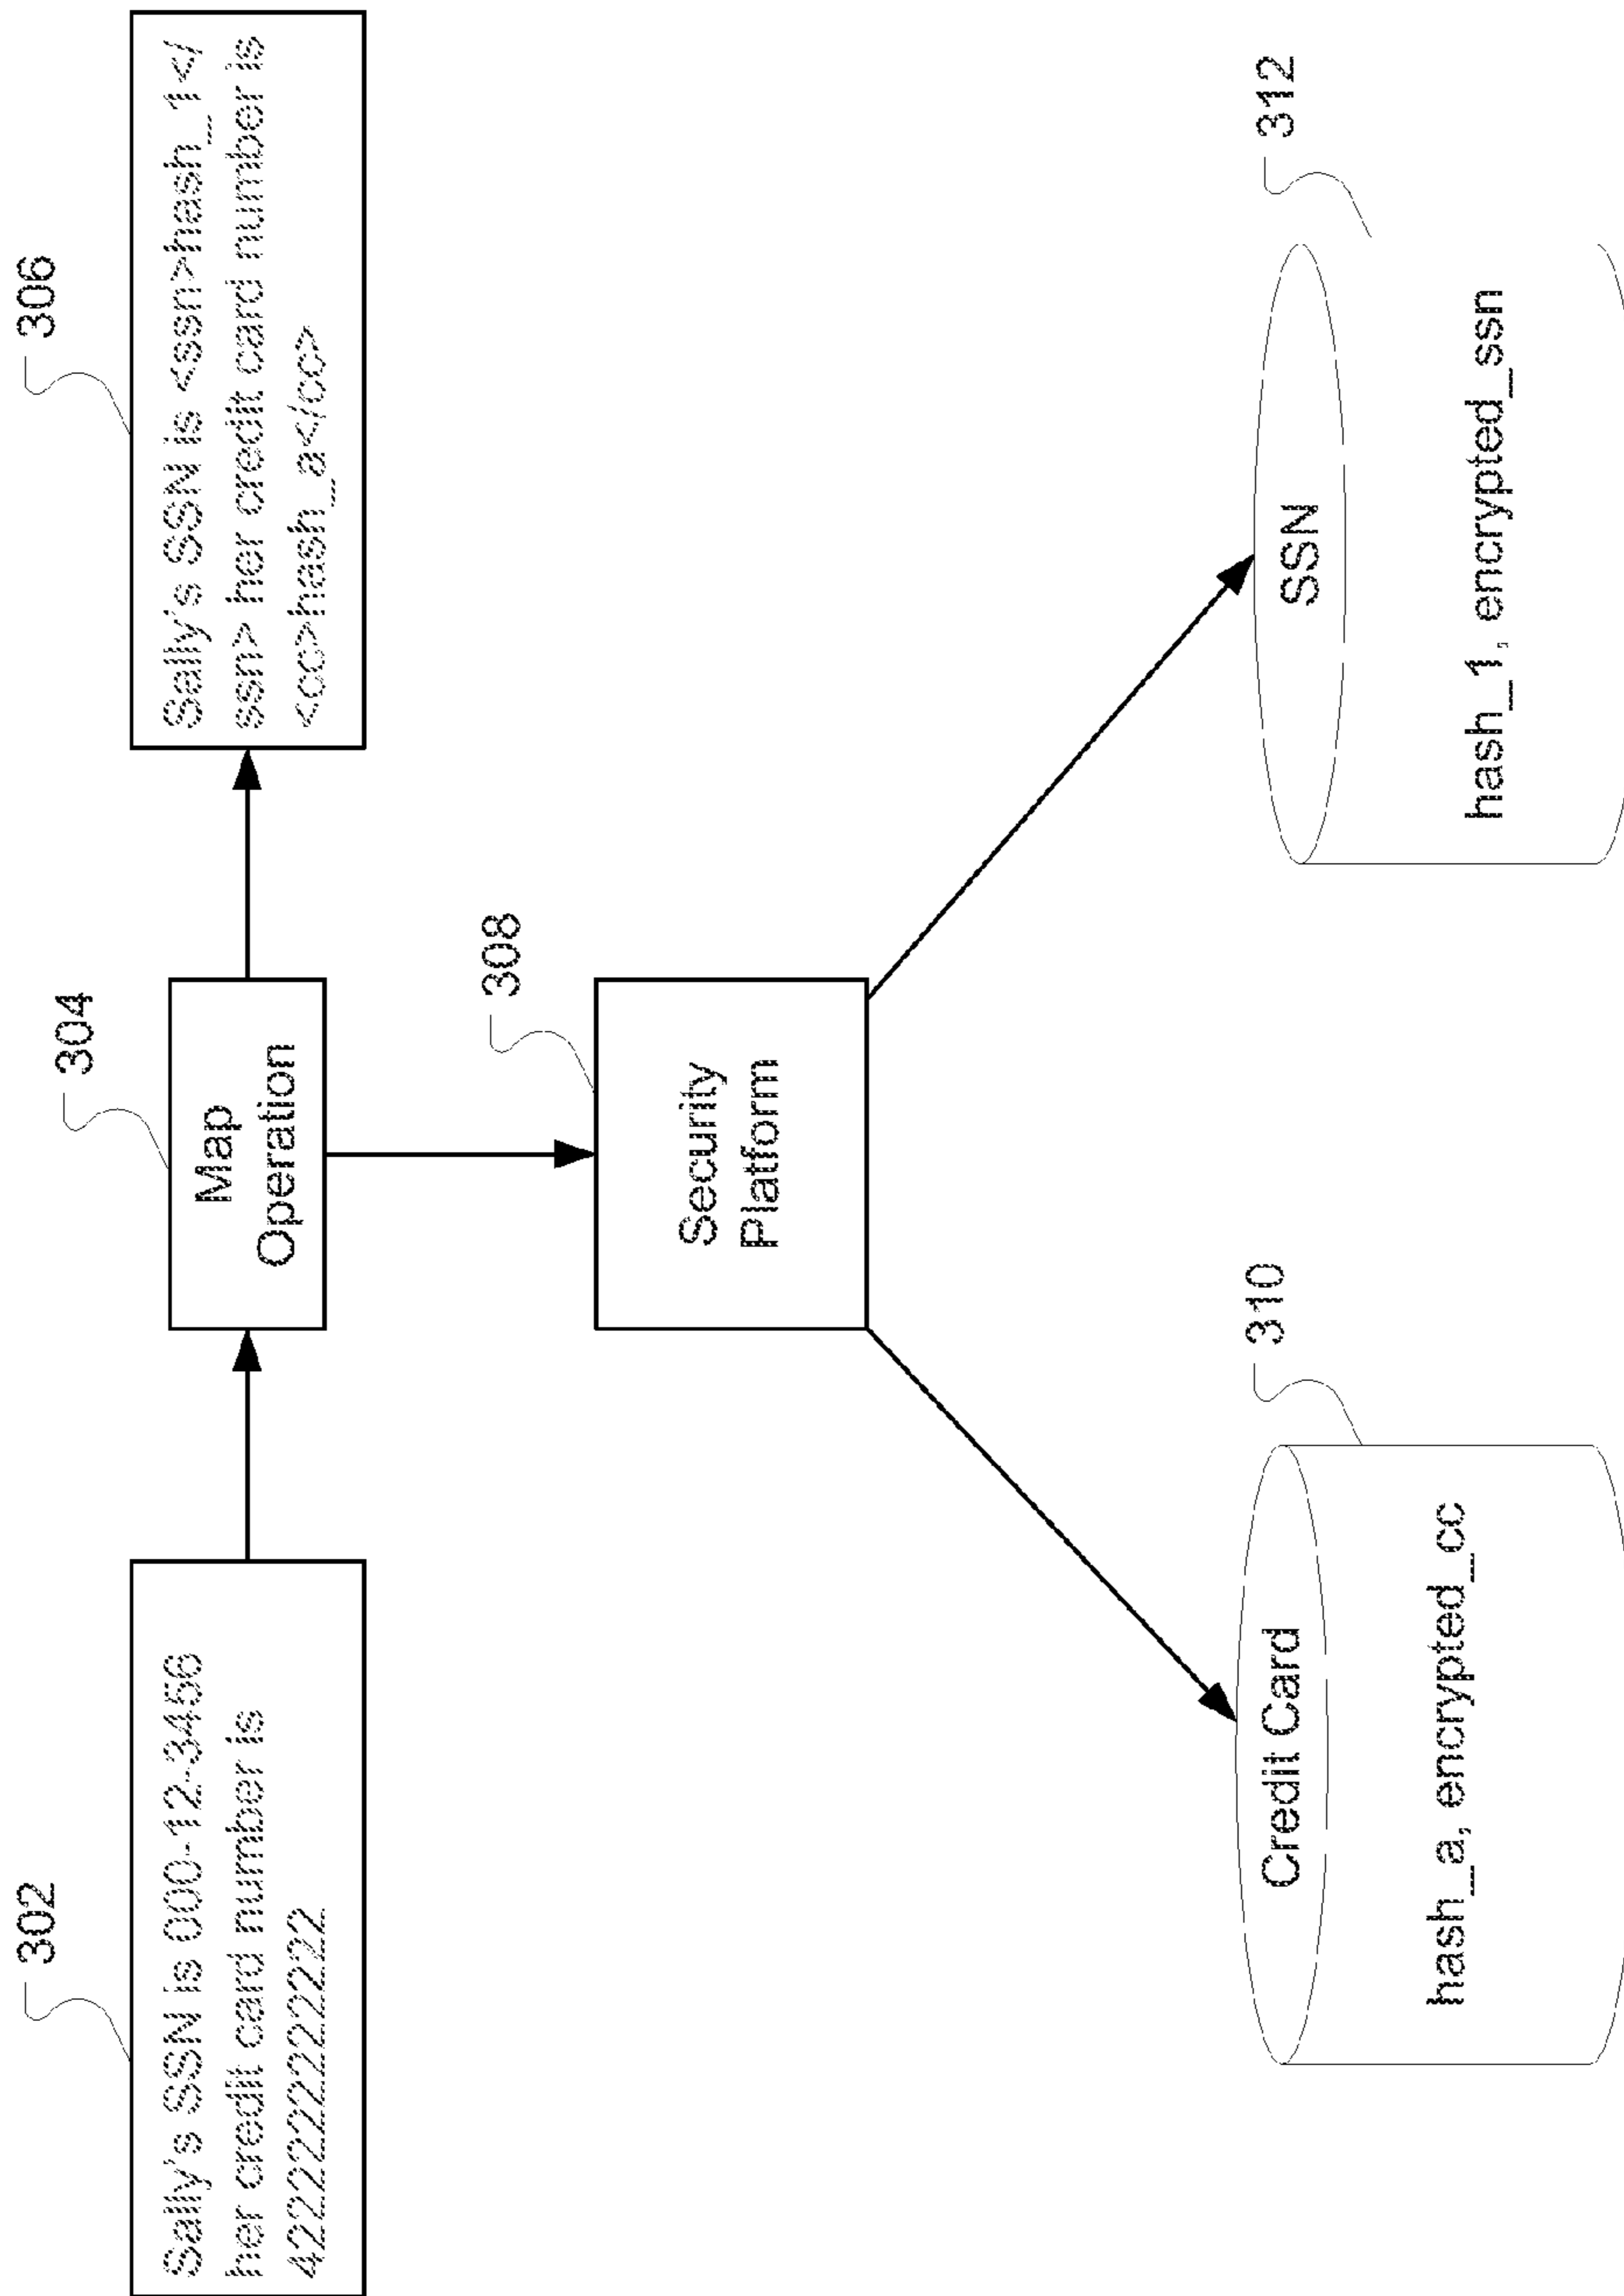 302
Sally's SSN is 000-12-3456
her credit card number is
4222222222222
304
Map
Operation
306
Sally's SSN is <ssn>hash_1</
ssn> her credit card number is
<cc>hash_a</cc>
308
Security
Platform
310
Credit Card
hash_a, encrypted_cc
312
SSN
hash_1, encrypted_ssn